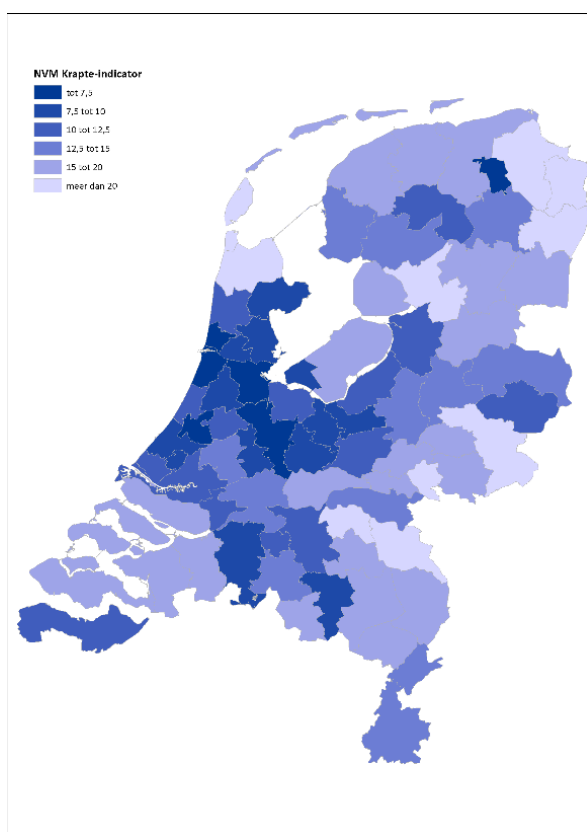 NVM Krapte-indicator
tot 7,5
7,5 tot 10
10 tot 12,5
12,5 tot 15
15 tot 20
meer dan 20